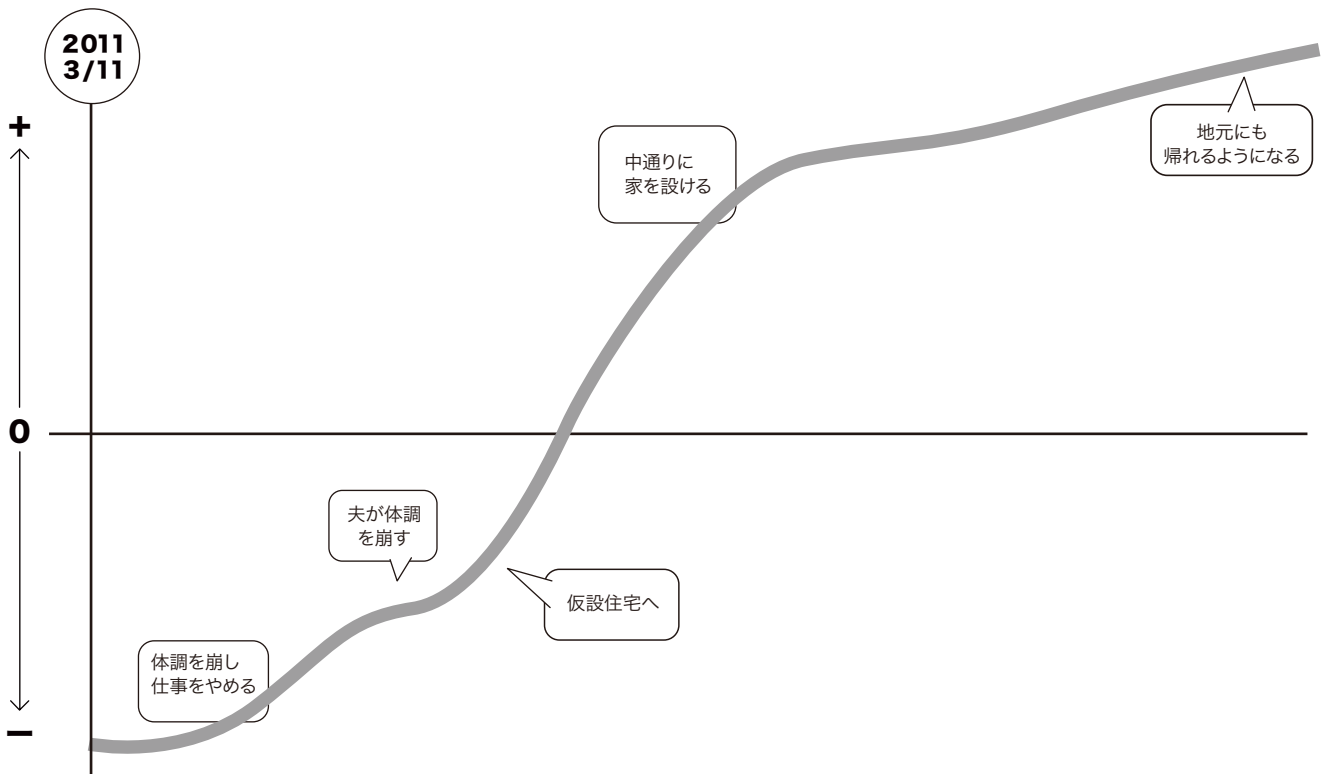 2011
3/11
+
0
−
中通りに
家を設ける
地元にも
帰れるようになる
夫が体調
を崩す
仮設住宅へ
体調を崩し
仕事をやめる